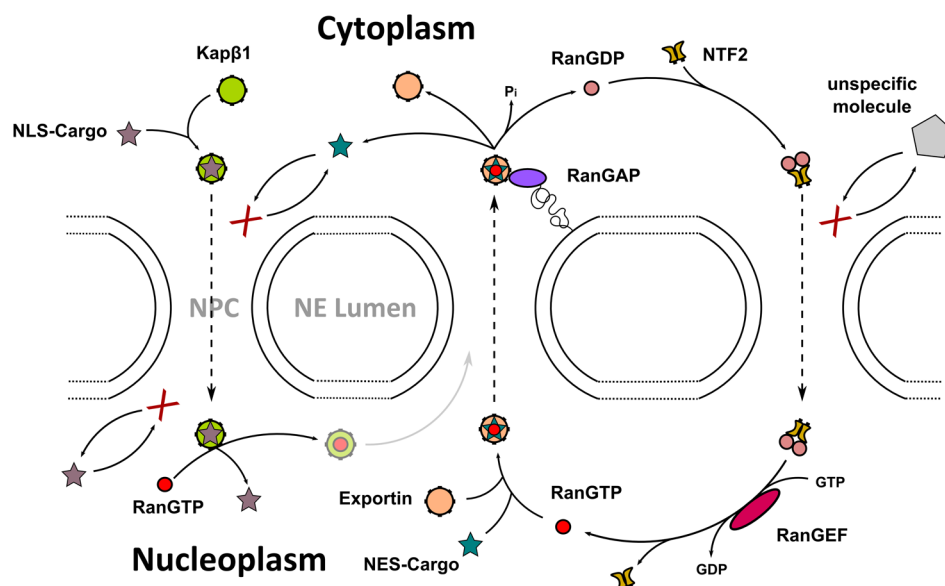 Cytoplasm
Kapβ1
RanGDP
NTF2
Pi
unspecific
molecule
NLS-Cargo
RanGAP
NPC
NE Lumen
RanGTP
Exportin
RanGTP
GTP
RanGEF
Nucleoplasm
NES-Cargo
GDP